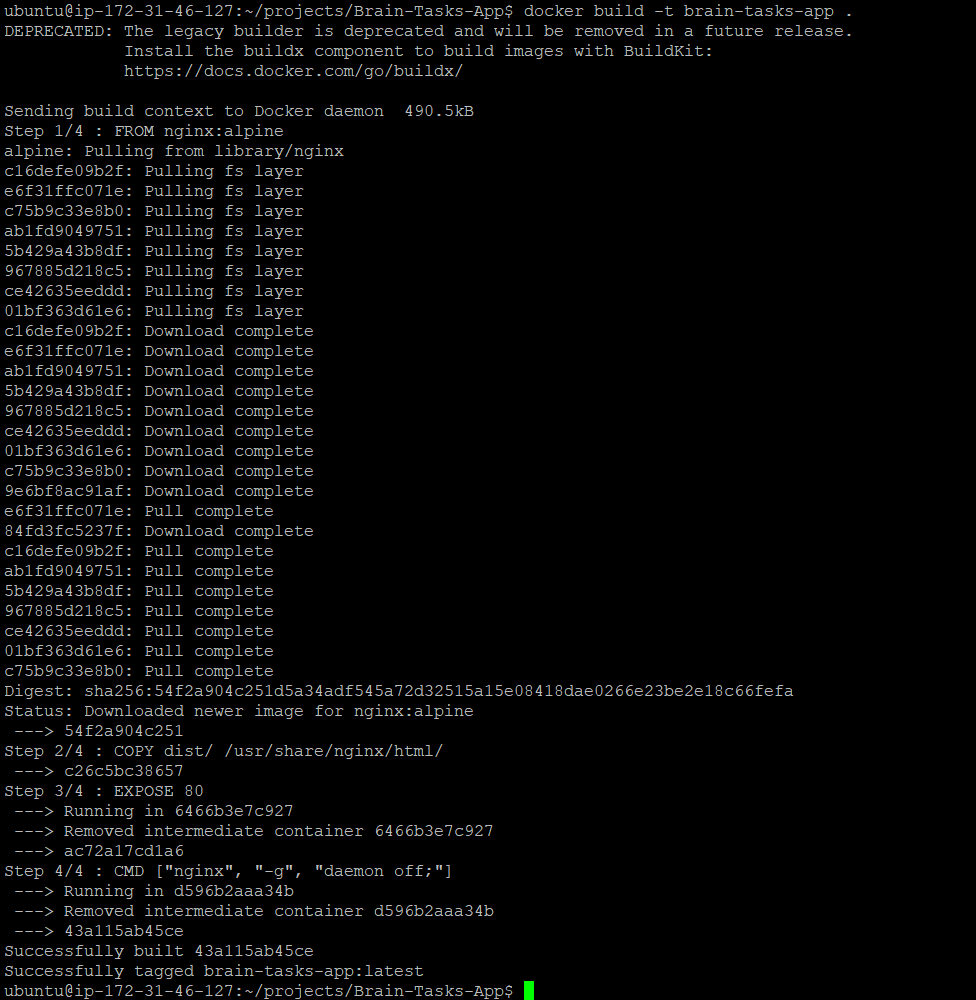 ubuntu@ip-172-31-46-127:~/projects/Brain-Tasks-App$ docker build -t brain-tasks-app .
DEPRECATED: The legacy builder is deprecated and will be removed in a future release.
            Install the buildx component to build images with BuildKit:
            https://docs.docker.com/go/buildx/

Sending build context to Docker daemon  490.5kB
Step 1/4 : FROM nginx:alpine
alpine: Pulling from library/nginx
c16defe09b2f: Pulling fs layer
e6f31ffc071e: Pulling fs layer
c75b9c33e8b0: Pulling fs layer
ab1fd9049751: Pulling fs layer
5b429a43b8df: Pulling fs layer
967885d218c5: Pulling fs layer
ce42635eeddd: Pulling fs layer
01bf363d61e6: Pulling fs layer
c16defe09b2f: Download complete
e6f31ffc071e: Download complete
ab1fd9049751: Download complete
5b429a43b8df: Download complete
967885d218c5: Download complete
ce42635eeddd: Download complete
01bf363d61e6: Download complete
c75b9c33e8b0: Download complete
9e6bf8ac91af: Download complete
e6f31ffc071e: Pull complete
84fd3fc5237f: Download complete
c16defe09b2f: Pull complete
ab1fd9049751: Pull complete
5b429a43b8df: Pull complete
967885d218c5: Pull complete
ce42635eeddd: Pull complete
01bf363d61e6: Pull complete
c75b9c33e8b0: Pull complete
Digest: sha256:54f2a904c251d5a34adf545a72d32515a15e08418dae0266e23be2e18c66fefa
Status: Downloaded newer image for nginx:alpine
 ---> 54f2a904c251
Step 2/4 : COPY dist/ /usr/share/nginx/html/
 ---> c26c5bc38657
Step 3/4 : EXPOSE 80
 ---> Running in 6466b3e7c927
 ---> Removed intermediate container 6466b3e7c927
 ---> ac72a17cd1a6
Step 4/4 : CMD ["nginx", "-g", "daemon off;"]
 ---> Running in d596b2aaa34b
 ---> Removed intermediate container d596b2aaa34b
 ---> 43a115ab45ce
Successfully built 43a115ab45ce
Successfully tagged brain-tasks-app:latest
ubuntu@ip-172-31-46-127:~/projects/Brain-Tasks-App$